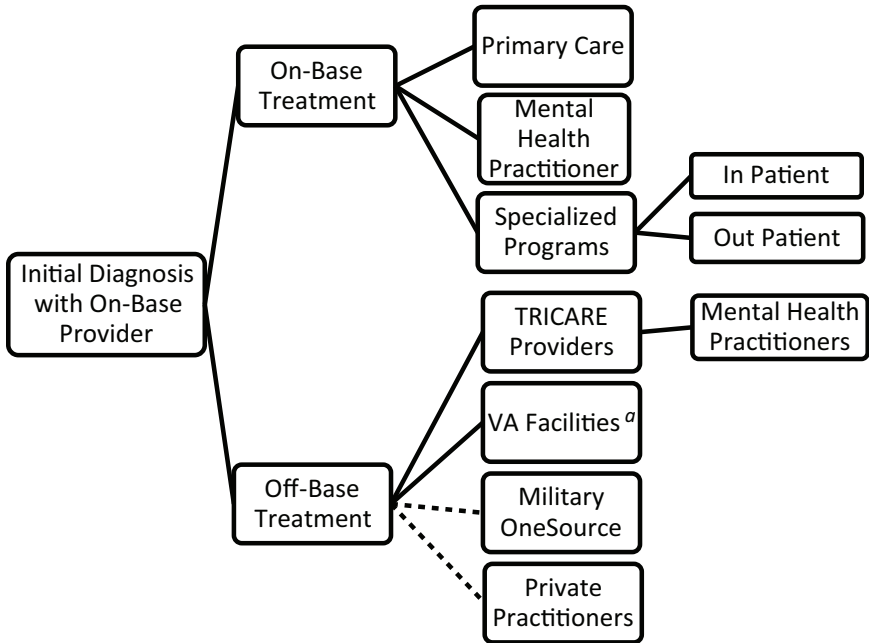 Initial Diagnosis
with On-Base
Provider
On-Base
Treatment
Primary Care
Mental
Health
Practitioner
Specialized
Programs
In Patient
Out Patient
Off-Base
Treatment
TRICARE
Providers
Mental Health
Practitioners
VA Facilities a
Military
OneSource
Private
Practitioners